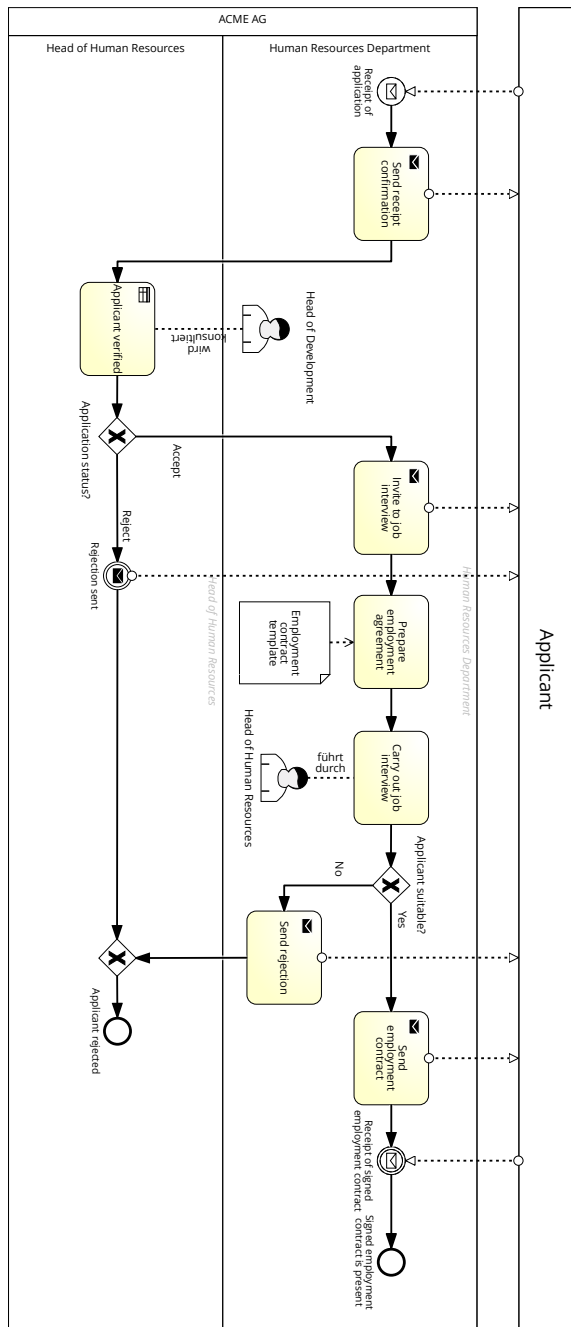 ACME AG
Head of Human Resources
Human Resources Department
Applicant
Receipt of
application
Send receipt
confirmation
Applicant verified
wird
konsultiert
Head of Development
Application status?
Accept
Reject
Rejection sent
Invite to job
interview
Human Resources Department
Head of Human Resources
Prepare
employment
agreement
Employment
contract
template
Carry out job
interview
führt
durch
Head of Human Resources
Applicant suitable?
No
Yes
Send rejection
Applicant rejected
Send
employment
contract
Receipt of signed
employment contract
Signed employment
contract is present